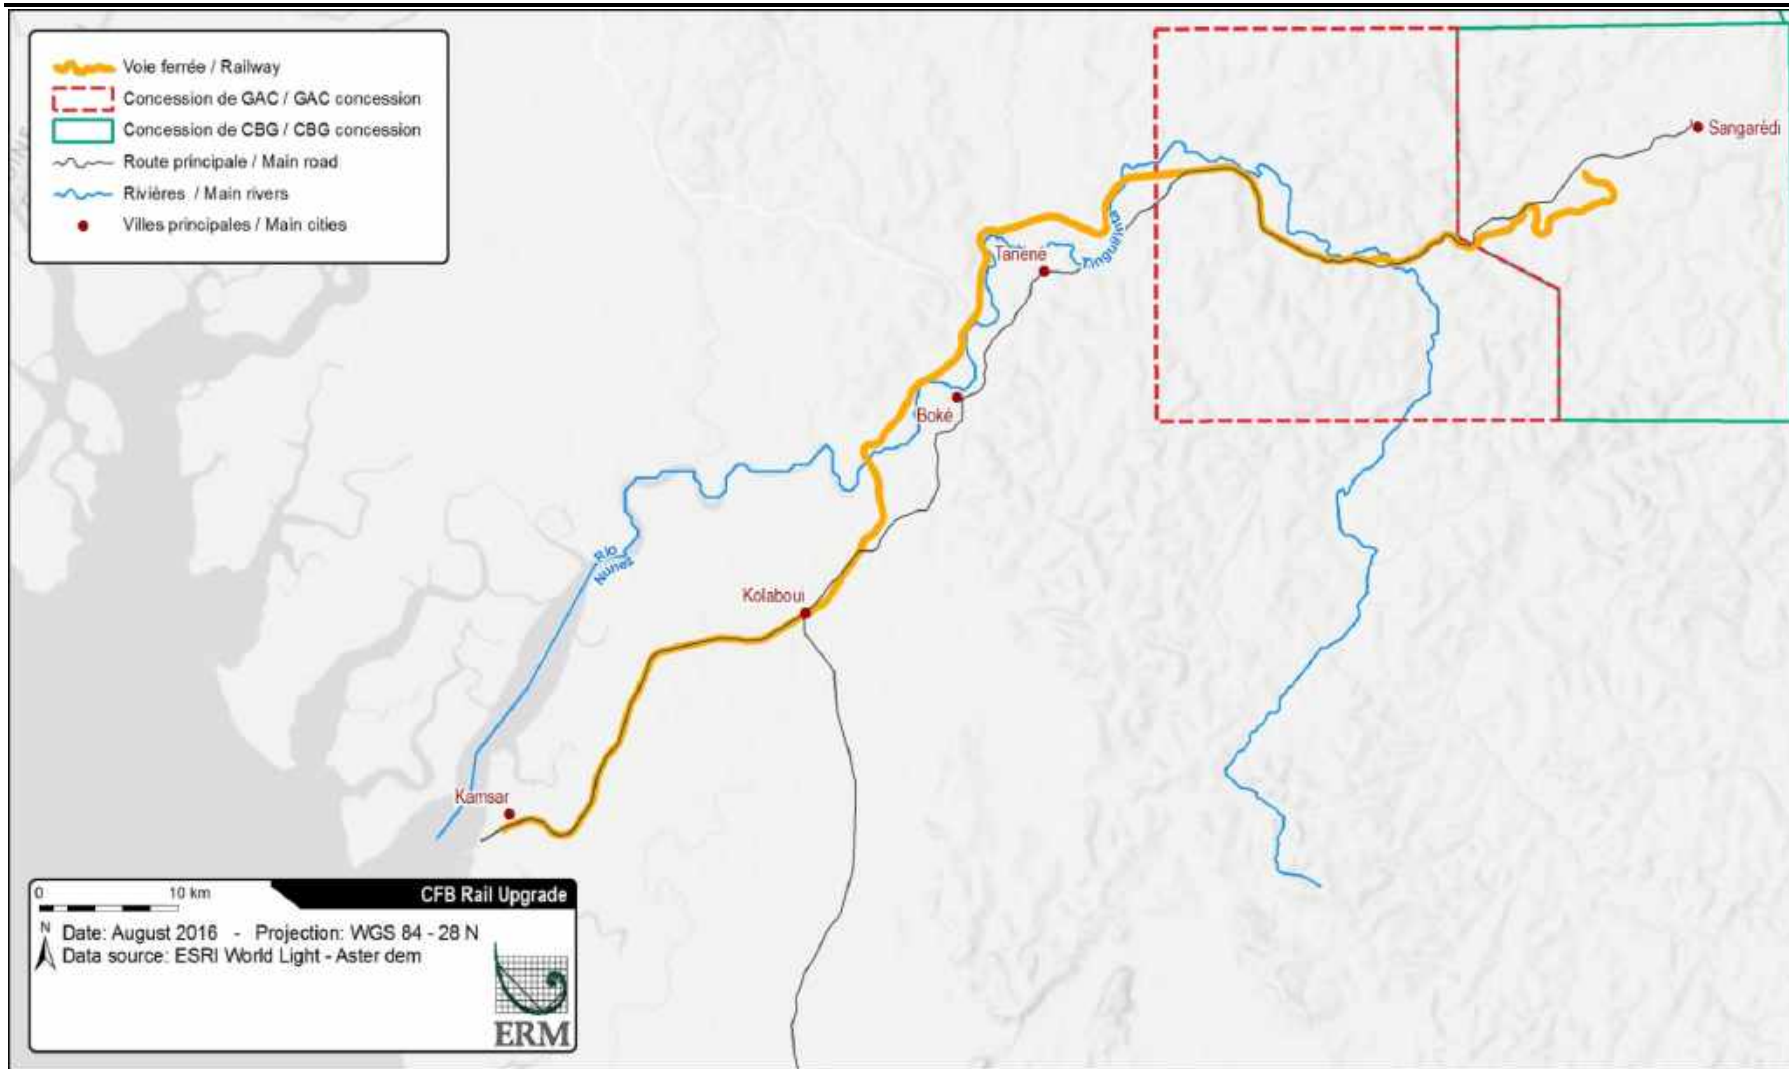 Voie ferrée / Railway
Concession de GAC / GAC concession
Concession de CBG / CBG concession
Route principale / Main road
Rivières / Main rivers
Villes principales / Main cities
Sangarédi
Tanènè
Tinguilinta
Boké
Rio
Nunez
Kolaboui
Kamsar
0 10 km
CFB Rail Upgrade
N
Date: August 2016 - Projection: WGS 84 - 28 N
Data source: ESRI World Light - Aster dem
ERM